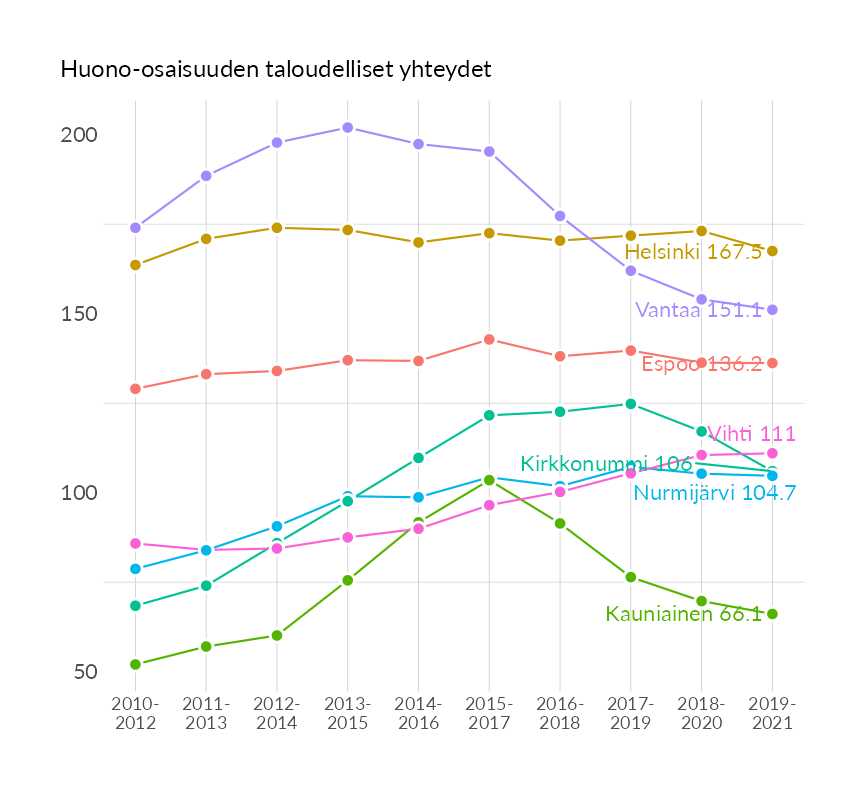 Huono-osaisuuden taloudelliset yhteydet
200
Helsinki 167.5
150
Vantaa 151.1
Espoo 136.2
Vihti 111
Kirkkonummi 106
100
Nurmijärvi 104.7
Kauniainen 66.1
50
2010- 2011- 2012- 2013- 2014- 2015- 2016- 2017- 2018- 2019-
2012 2013 2014 2015 2016 2017 2018 2019 2020 2021